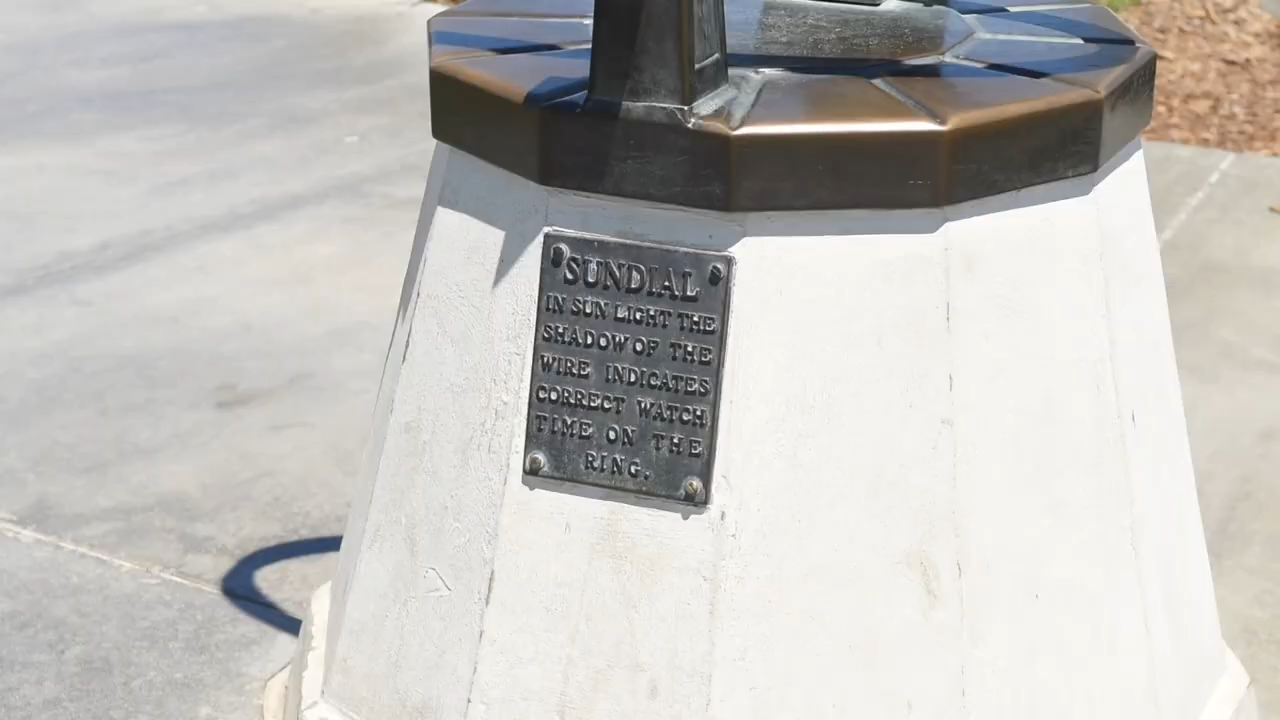 SUNDIAL
IN SUN LIGHT THE
SHADOW OF THE
WIRE INDICATES
CORRECT WATCH
TIME ON THE
RING.